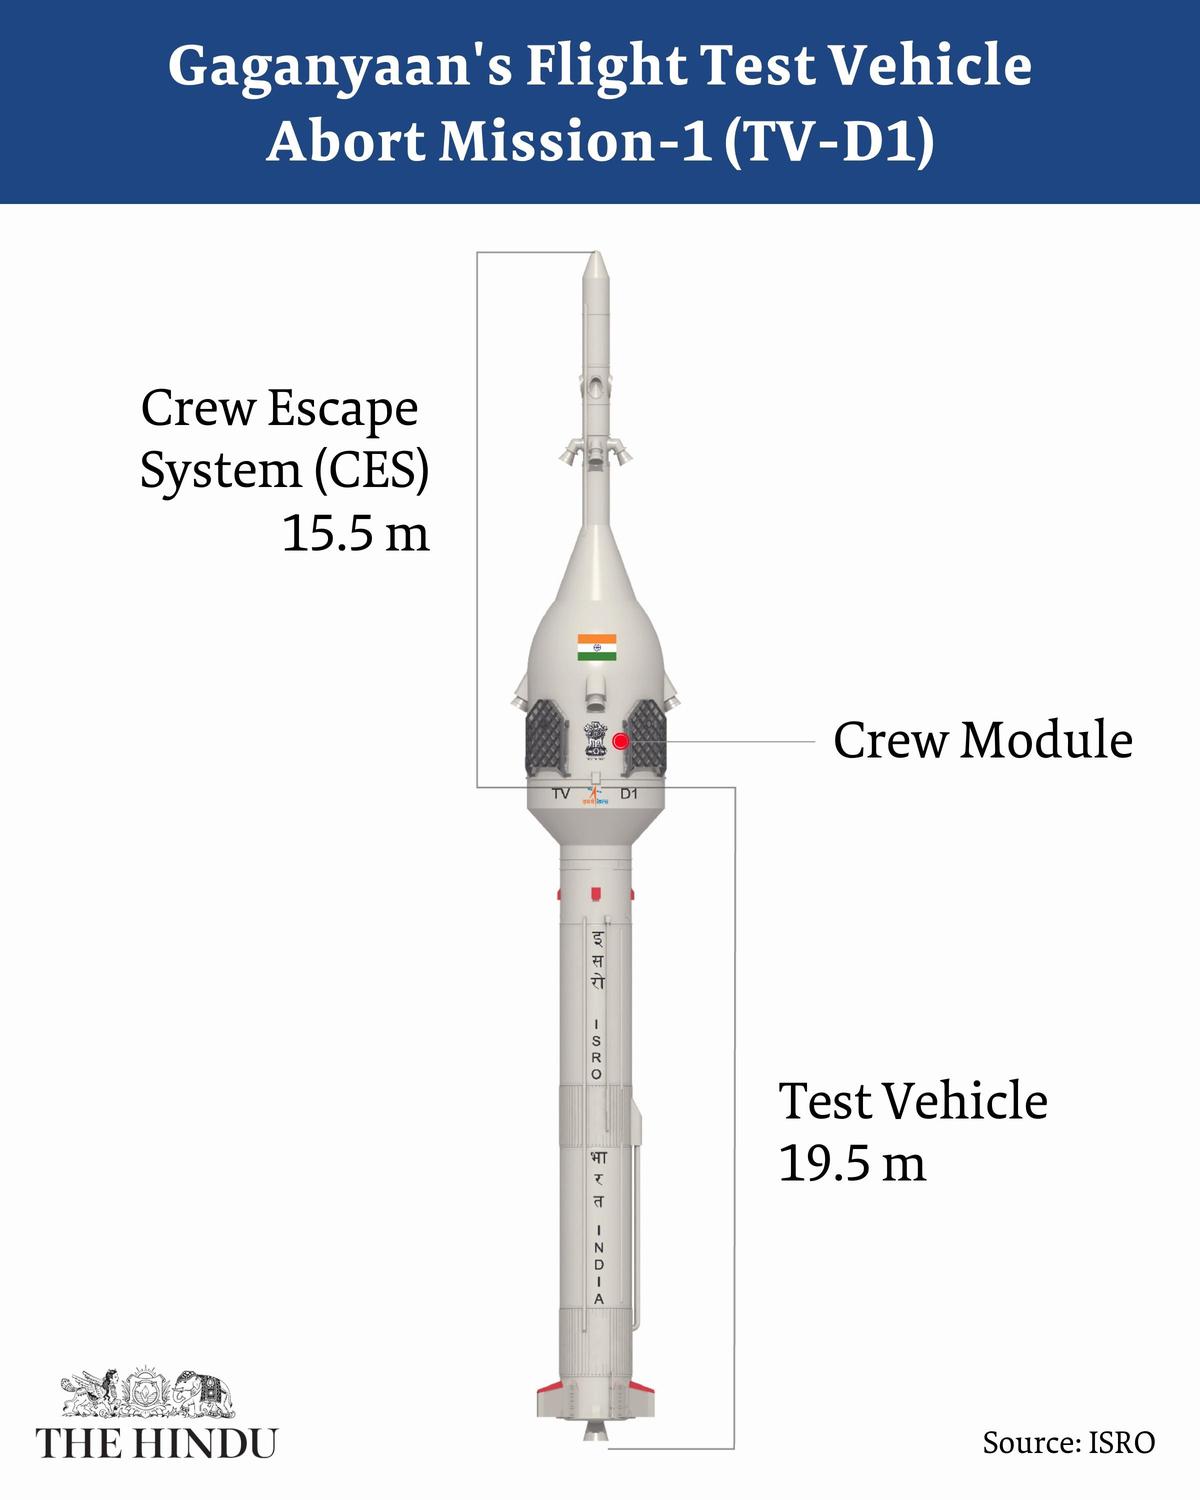 Gaganyaan's Flight Test Vehicle
Abort Mission-1 (TV-D1)
Crew Escape
System (CES)
15.5 m
Crew Module
TV
D1
इसरो
ISRO
Test Vehicle
19.5 m
भारत
INDIA
THE HINDU
Source: ISRO